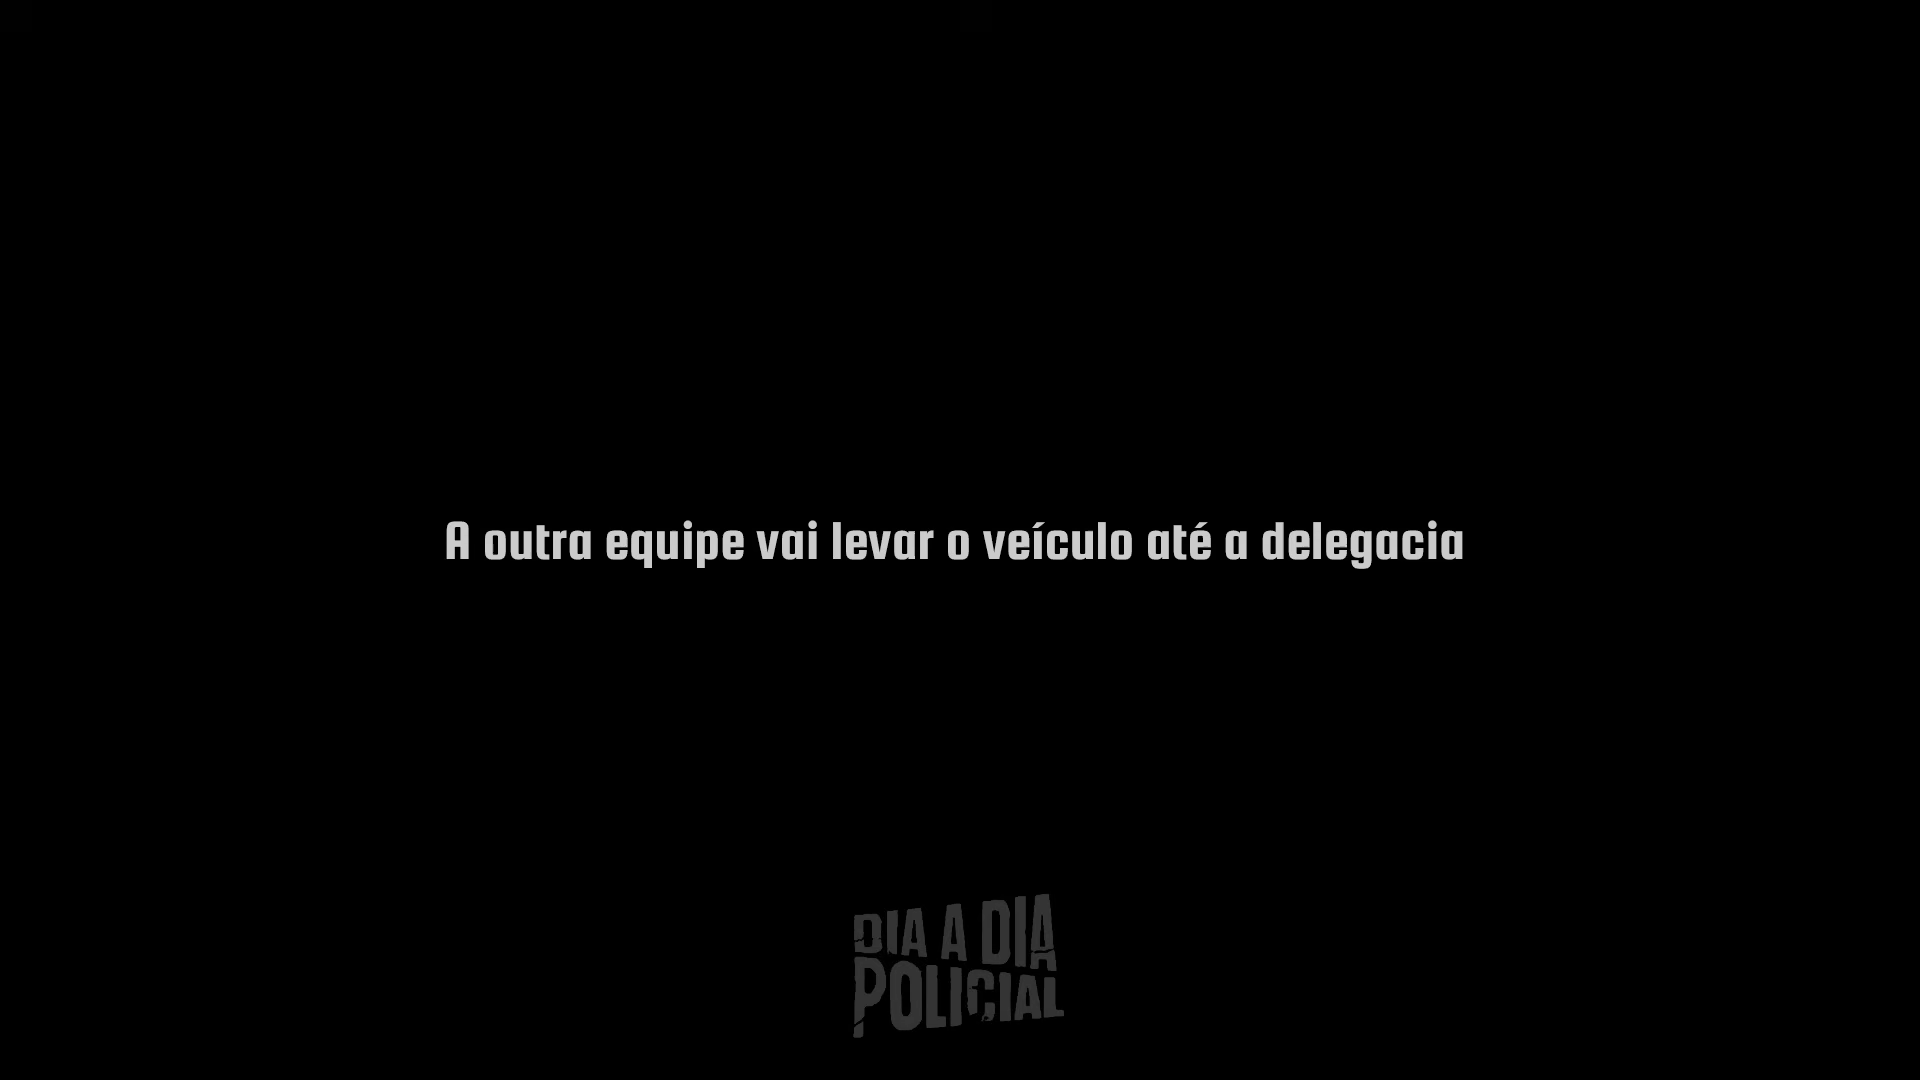 A outra equipe vai levar o veículo até a delegacia
DIA A DIA
POLICIAL